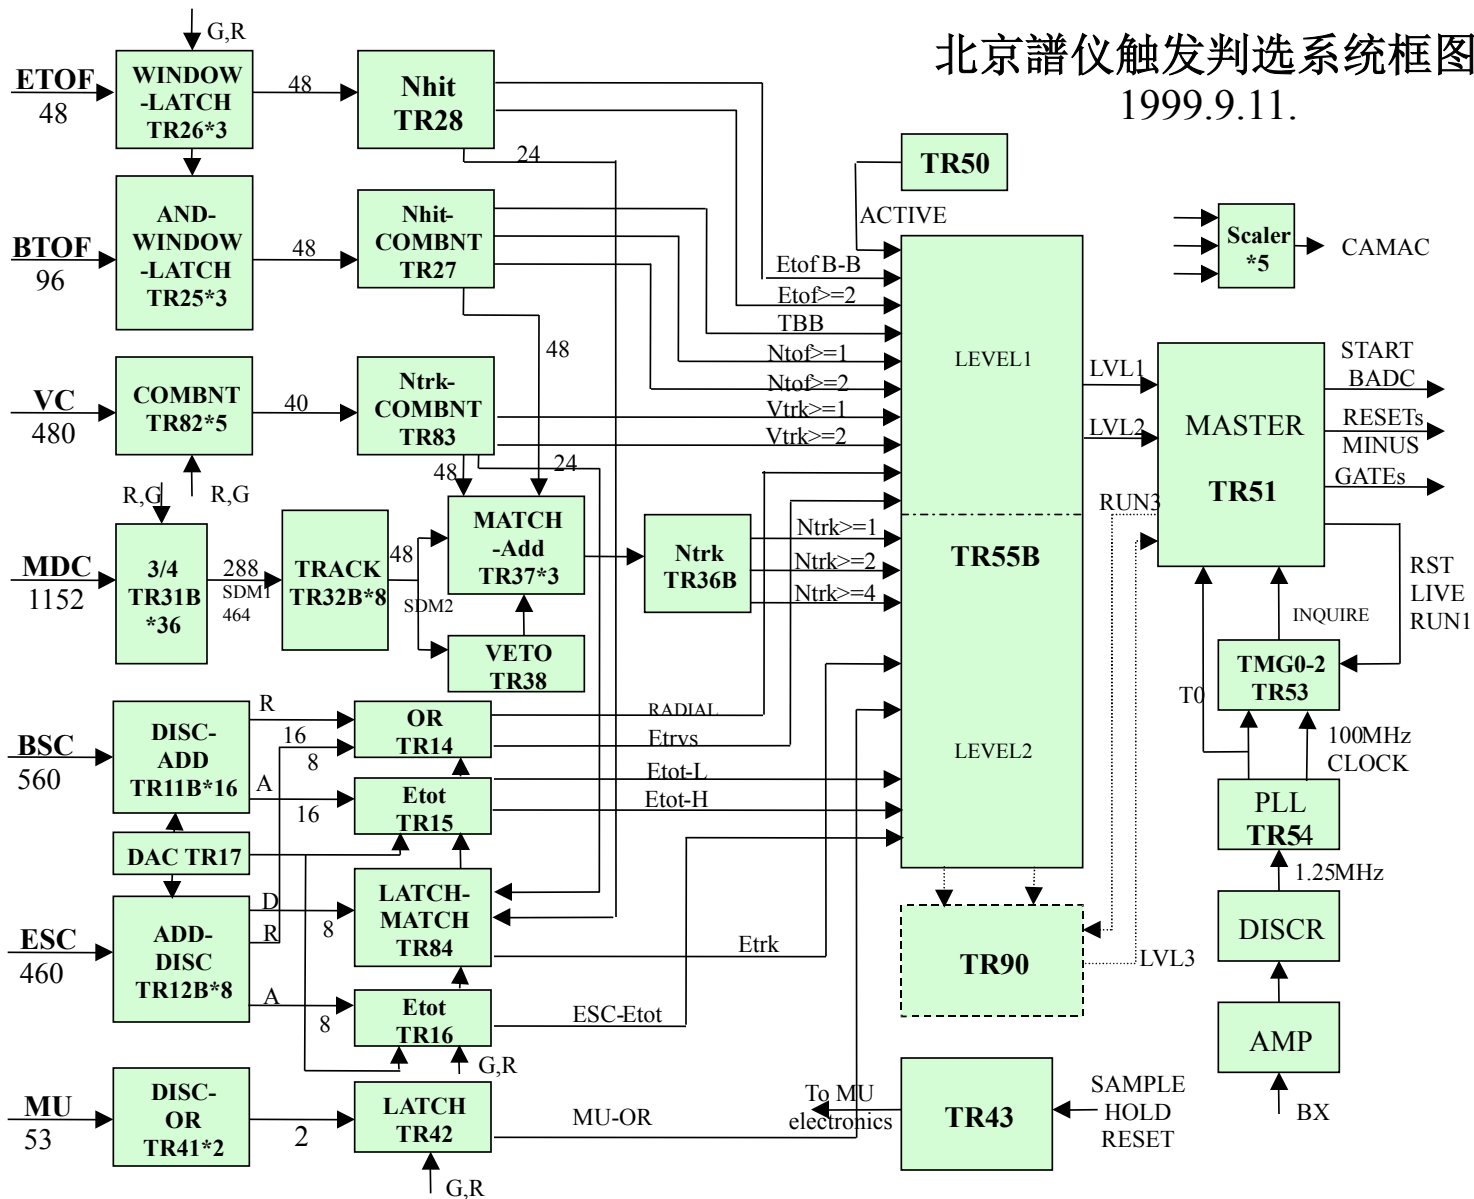 北京譜仪触发判选系统框图
1999.9.11.
G,R
ETOF
48
WINDOW
-LATCH
TR26*3
48
Nhit
TR28
24
BTOF
96
AND-
WINDOW
-LATCH
TR25*3
48
Nhit-
COMBNT
TR27
48
VC
480
COMBNT
TR82*5
40
Ntrk-
COMBNT
TR83
48
24
R,G
R,G
MDC
1152
3/4
TR31B
*36
288
SDM1
464
TRACK
TR32B*8
48
SDM2
MATCH
-Add
TR37*3
VETO
TR38
Ntrk
TR36B
BSC
560
DISC-
ADD
TR11B*16
R
16
8
A
16
OR
TR14
Etot
TR15
DAC TR17
ESC
460
ADD-
DISC
TR12B*8
D
R
8
A
8
LATCH-
MATCH
TR84
Etot
TR16
G,R
MU
53
DISC-
OR
TR41*2
2
LATCH
TR42
G,R
TR50
ACTIVE
Etof B-B
Etof>=2
TBB
Ntof>=1
Ntof>=2
Vtrk>=1
Vtrk>=2
Ntrk>=1
Ntrk>=2
Ntrk>=4
RADIAL
Etrvs
Etot-L
Etot-H
Etrk
ESC-Etot
MU-OR
LEVEL1
TR55B
LEVEL2
TR90
LVL1
LVL2
RUN3
LVL3
Scaler
*5
CAMAC
MASTER
TR51
START
BADC
RESETs
MINUS
GATEs
RST
LIVE
RUN1
INQUIRE
TMG0-2
TR53
T0
100MHz
CLOCK
PLL
TR54
1.25MHz
DISCR
AMP
BX
To MU
electronics
TR43
SAMPLE
HOLD
RESET